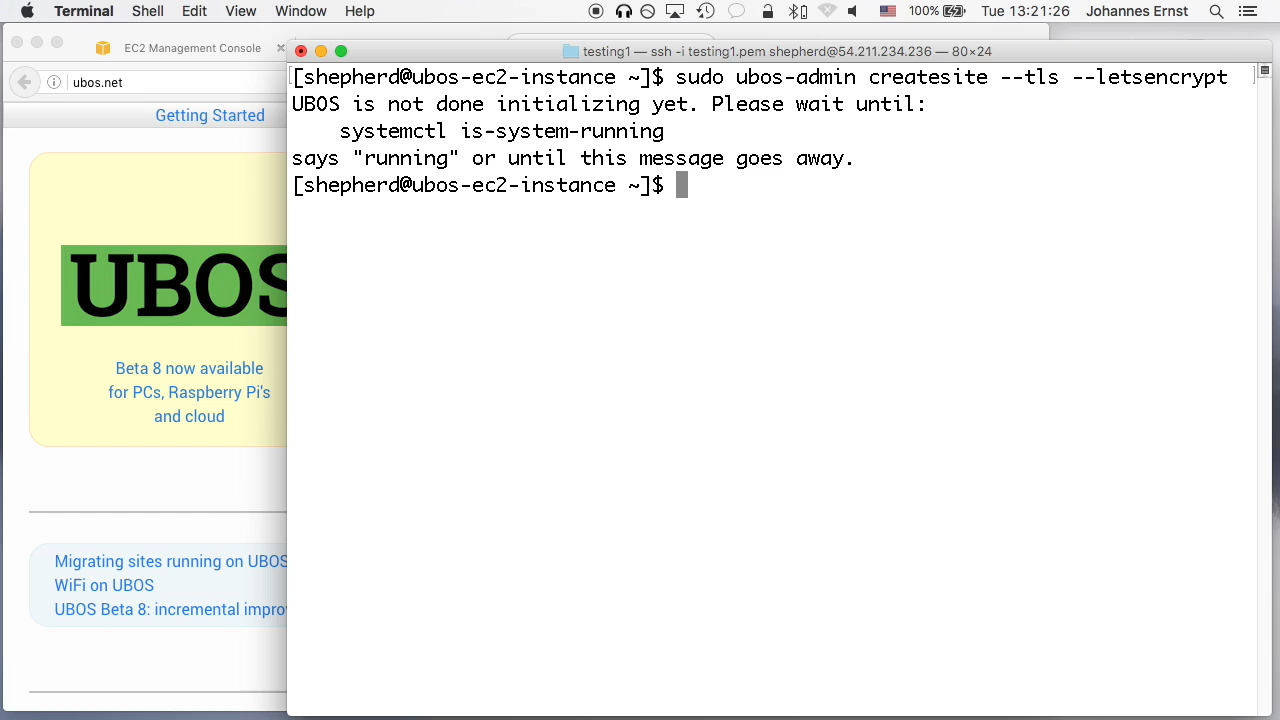 Terminal Shell Edit View Window Help 100% Tue 13:21:26 Johannes Ernst
EC2 Management Console
ubos.net
Getting Started
UBOS
Beta 8 now available
for PCs, Raspberry Pi's
and cloud
Migrating sites running on UBOS
WiFi on UBOS
UBOS Beta 8: incremental impro
testing1 — ssh -i testing1.pem shepherd@54.211.234.236 — 80×24
[shepherd@ubos-ec2-instance ~]$ sudo ubos-admin createsite --tls --letsencrypt
UBOS is not done initializing yet. Please wait until:
    systemctl is-system-running
says "running" or until this message goes away.
[shepherd@ubos-ec2-instance ~]$